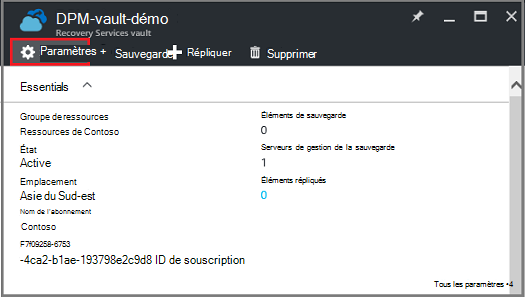 DPM-vault-démo
Recovery Services vault
Paramètres + Sauvegarde Répliquer Supprimer
Essentials
Groupe de ressources
Ressources de Contoso
Éléments de sauvegarde
0
État
Active
Serveurs de gestion de la sauvegarde
1
Emplacement
Asie du Sud-est
Éléments répliqués
0
Nom de l'abonnement
Contoso
F7f09258-6753
-4ca2-b1ae-193798e2c9d8 ID de souscription
Tous les paramètres •4